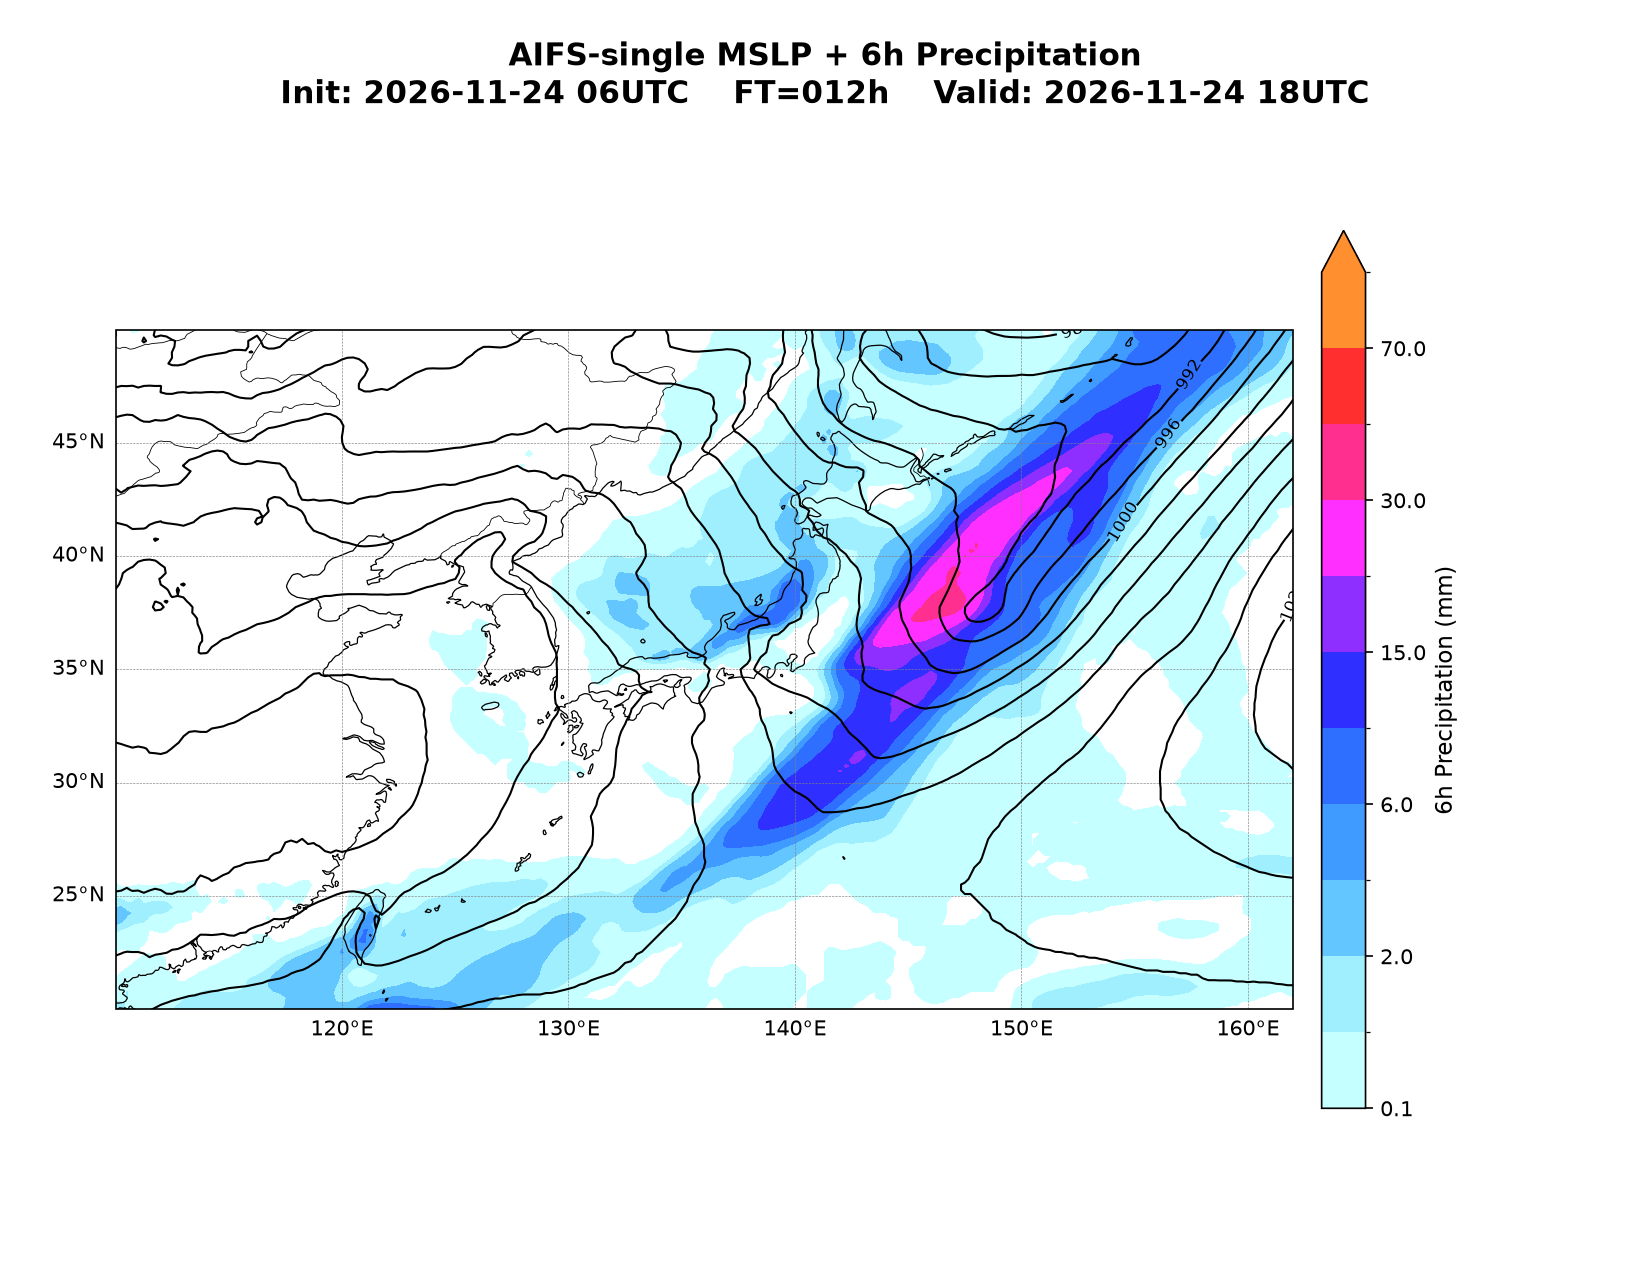 AIFS-single MSLP + 6h Precipitation
Init: 2026-11-24 06UTC    FT=012h    Valid: 2026-11-24 18UTC
70.0
30.0
15.0
6.0
2.0
0.1
6h Precipitation (mm)
45°N
40°N
35°N
30°N
25°N
992
996
1000
120°E
130°E
140°E
150°E
160°E